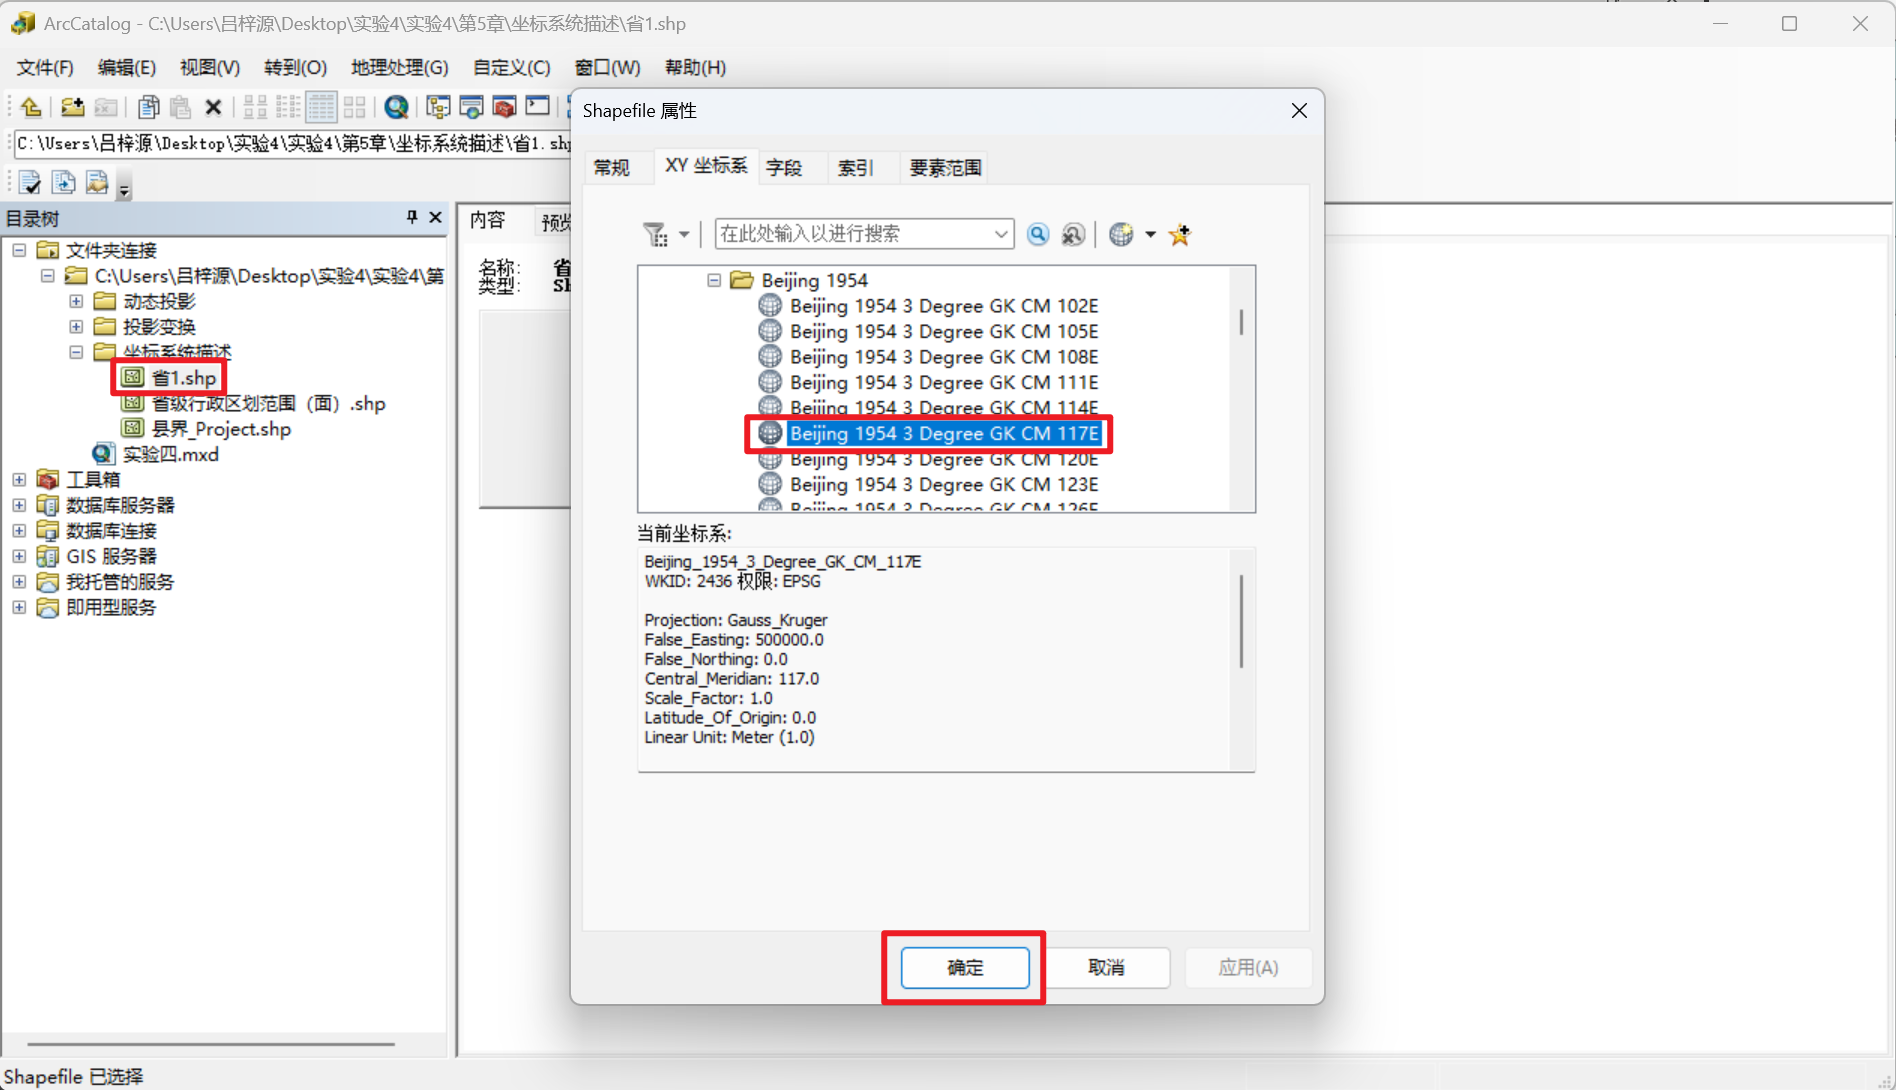 ArcCatalog - C:\Users\吕梓源\Desktop\实验4\实验4\第5章\坐标系统描述\省1.shp
文件(F) 编辑(E) 视图(V) 转到(O) 地理处理(G) 自定义(C) 窗口(W) 帮助(H)
C:\Users\吕梓源\Desktop\实验4\实验4\第5章\坐标系统描述\省1.shp
目录树
文件夹连接
C:\Users\吕梓源\Desktop\实验4\实验4\第
动态投影
投影变换
坐标系统描述
省1.shp
省级行政区划范围（面）.shp
县界_Project.shp
实验四.mxd
工具箱
数据库服务器
数据库连接
GIS 服务器
我托管的服务
即用型服务
内容 预览
名称: 省
类型: Sh
Shapefile 属性
常规 XY 坐标系 字段 索引 要素范围
在此处输入以进行搜索
Beijing 1954
Beijing 1954 3 Degree GK CM 102E
Beijing 1954 3 Degree GK CM 105E
Beijing 1954 3 Degree GK CM 108E
Beijing 1954 3 Degree GK CM 111E
Beijing 1954 3 Degree GK CM 114E
Beijing 1954 3 Degree GK CM 117E
Beijing 1954 3 Degree GK CM 120E
Beijing 1954 3 Degree GK CM 123E
Beijing 1954 3 Degree GK CM 126E
当前坐标系:
Beijing_1954_3_Degree_GK_CM_117E
WKID: 2436 权限: EPSG
Projection: Gauss_Kruger
False_Easting: 500000.0
False_Northing: 0.0
Central_Meridian: 117.0
Scale_Factor: 1.0
Latitude_Of_Origin: 0.0
Linear Unit: Meter (1.0)
确定 取消 应用(A)
Shapefile 已选择